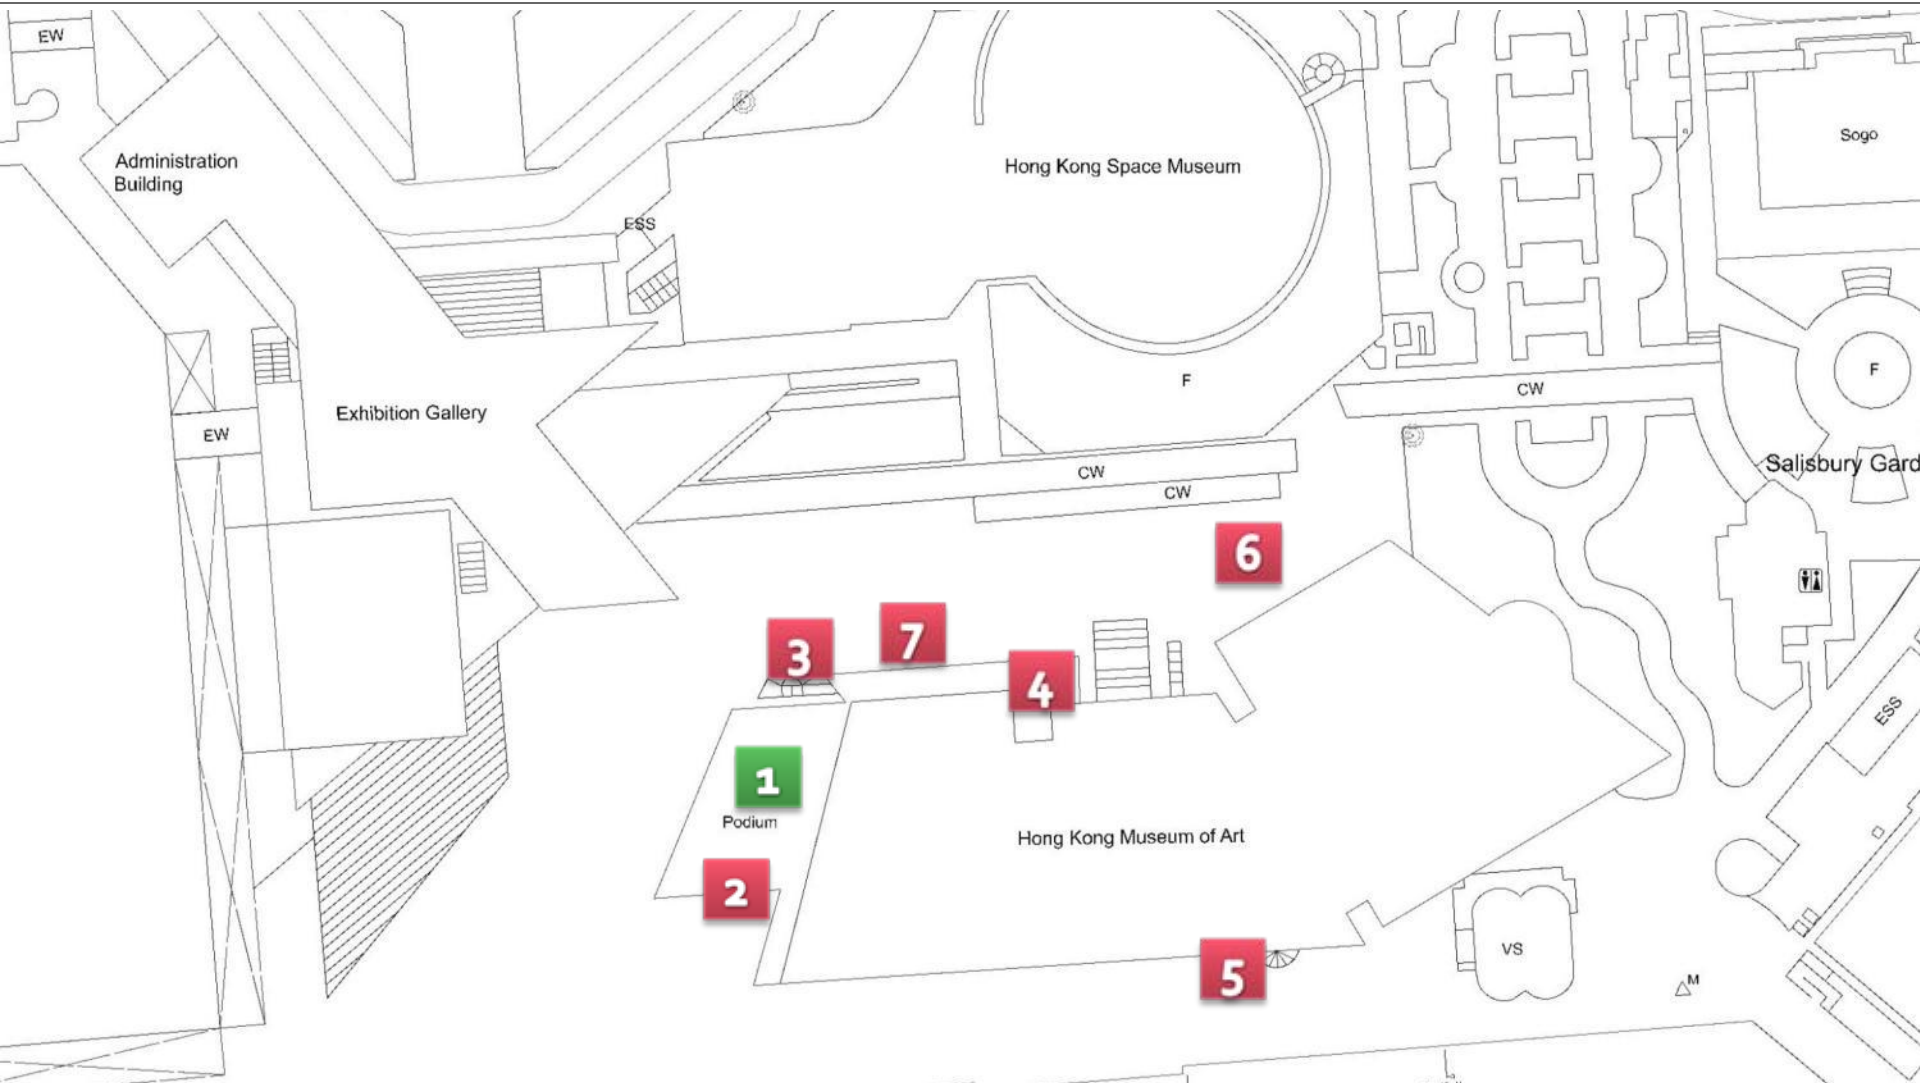 EW
Administration
Building
Hong Kong Space Museum
Sogo
ESS
F
F
CW
Exhibition Gallery
EW
CW
CW
Salisbury Gard
6
7
3
4
ESS
1
Podium
Hong Kong Museum of Art
2
VS
5
M